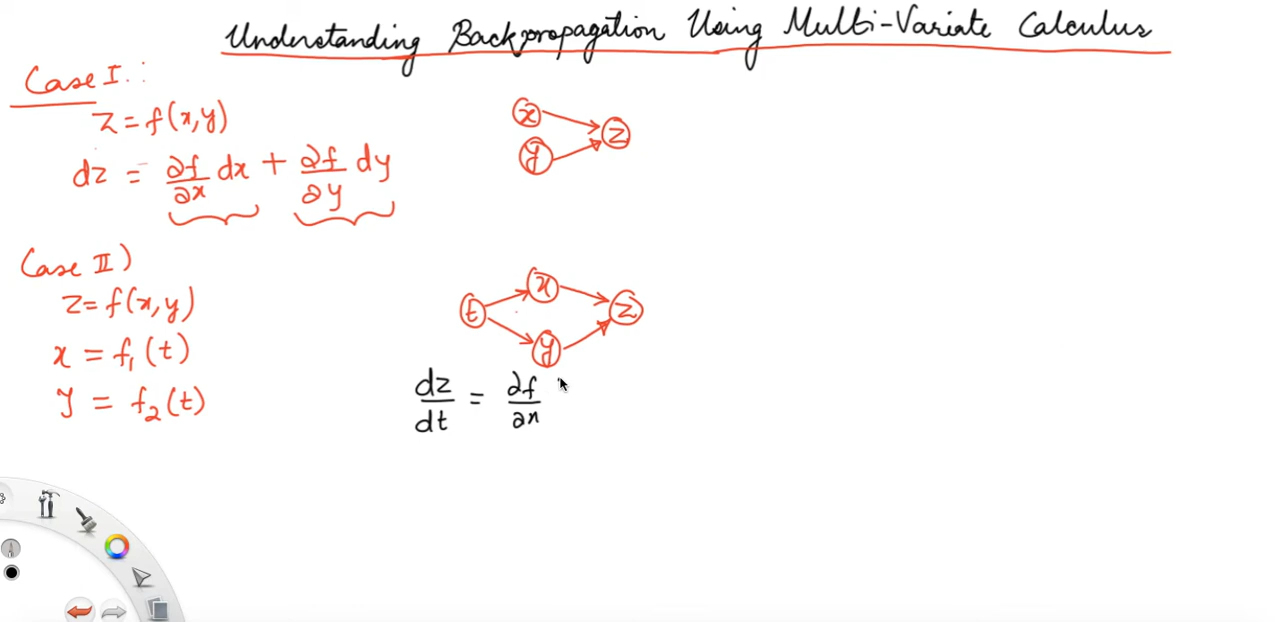 Understanding Backpropagation Using Multi-Variate Calculus
Case I :
z = f(x,y)
dz = ∂f/∂x dx + ∂f/∂y dy
x
y
z
Case II)
z = f(x,y)
x = f₁(t)
y = f₂(t)
t
x
y
z
dz/dt = ∂f/∂x